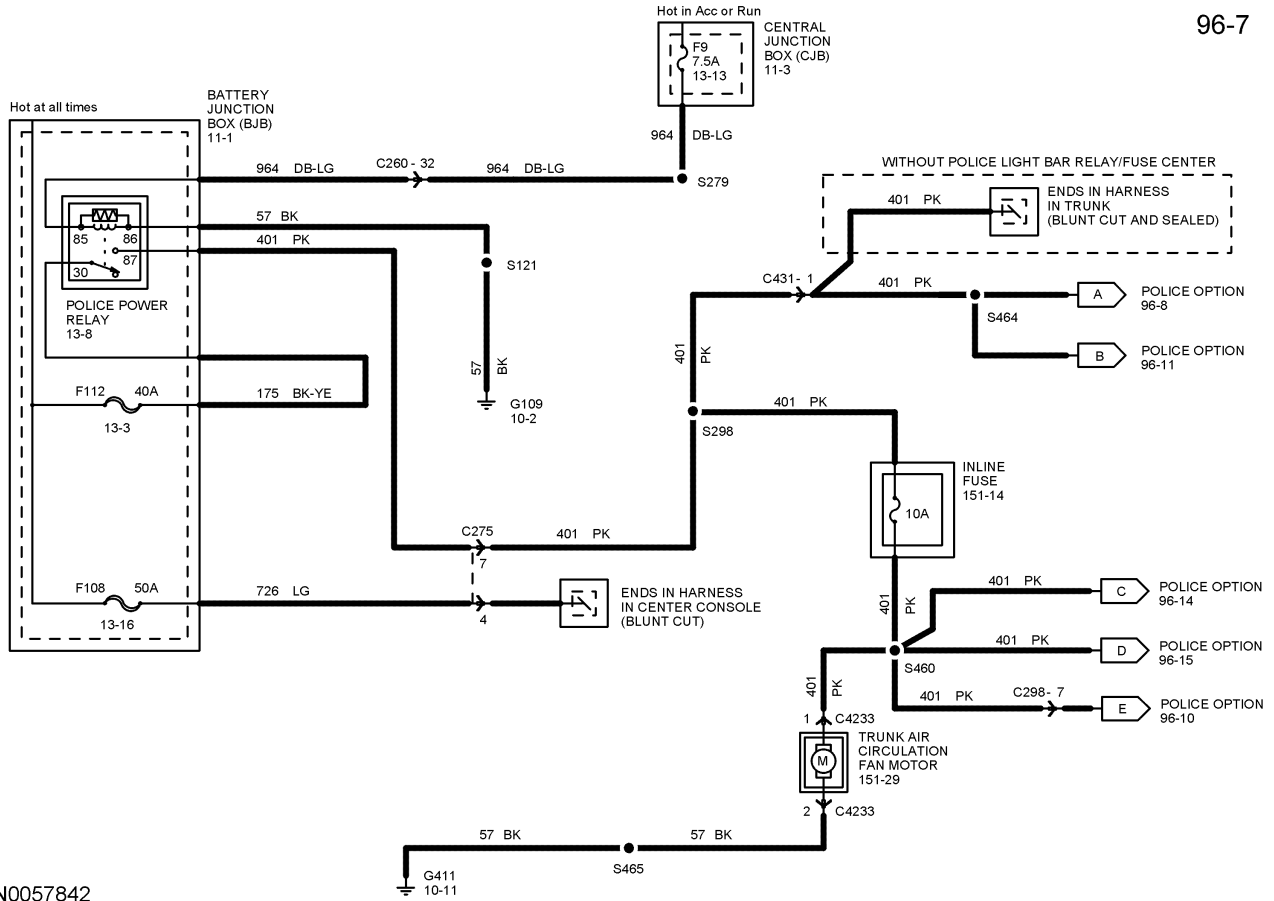 96-7
Hot in Acc or Run
CENTRAL
JUNCTION
BOX (CJB)
11-3
F9
7.5A
13-13
964 DB-LG
S279
Hot at all times
BATTERY
JUNCTION
BOX (BJB)
11-1
964 DB-LG
C260 - 32
964 DB-LG
57 BK
401 PK
85
86
87
30
POLICE POWER
RELAY
13-8
S121
57
BK
G109
10-2
F112
40A
13-3
175 BK-YE
WITHOUT POLICE LIGHT BAR RELAY/FUSE CENTER
401 PK
ENDS IN HARNESS
IN TRUNK
(BLUNT CUT AND SEALED)
C431- 1
401 PK
S464
A
POLICE OPTION
96-8
B
POLICE OPTION
96-11
401
PK
401 PK
S298
INLINE
FUSE
151-14
10A
C275
7
401 PK
F108
50A
13-16
726 LG
4
ENDS IN HARNESS
IN CENTER CONSOLE
(BLUNT CUT)
401
PK
401 PK
C
POLICE OPTION
96-14
401 PK
D
POLICE OPTION
96-15
S460
401 PK
C298- 7
E
POLICE OPTION
96-10
401
PK
1
C4233
TRUNK AIR
CIRCULATION
FAN MOTOR
151-29
M
2
C4233
57 BK
57 BK
S465
G411
10-11
N0057842